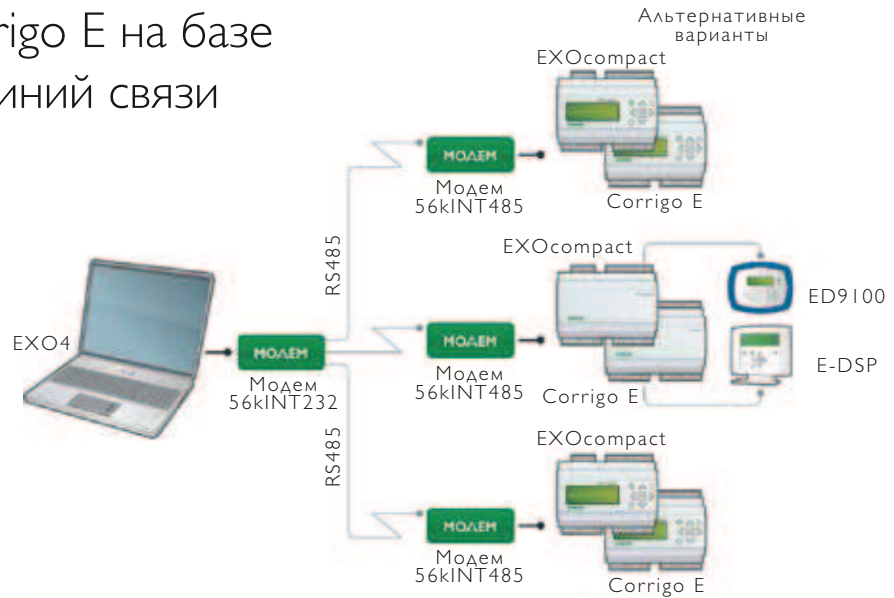 rigo E на базе
иний связи
Альтернативные
варианты
EXOcompact
МОДЕМ
Модем
56kINT485
Corrigo E
RS485
EXOcompact
ED9100
EXO4
МОДЕМ
МОДЕМ
E-DSP
Модем
56kINT232
Модем
56kINT485
Corrigo E
EXOcompact
RS485
МОДЕМ
Модем
56kINT485
Corrigo E